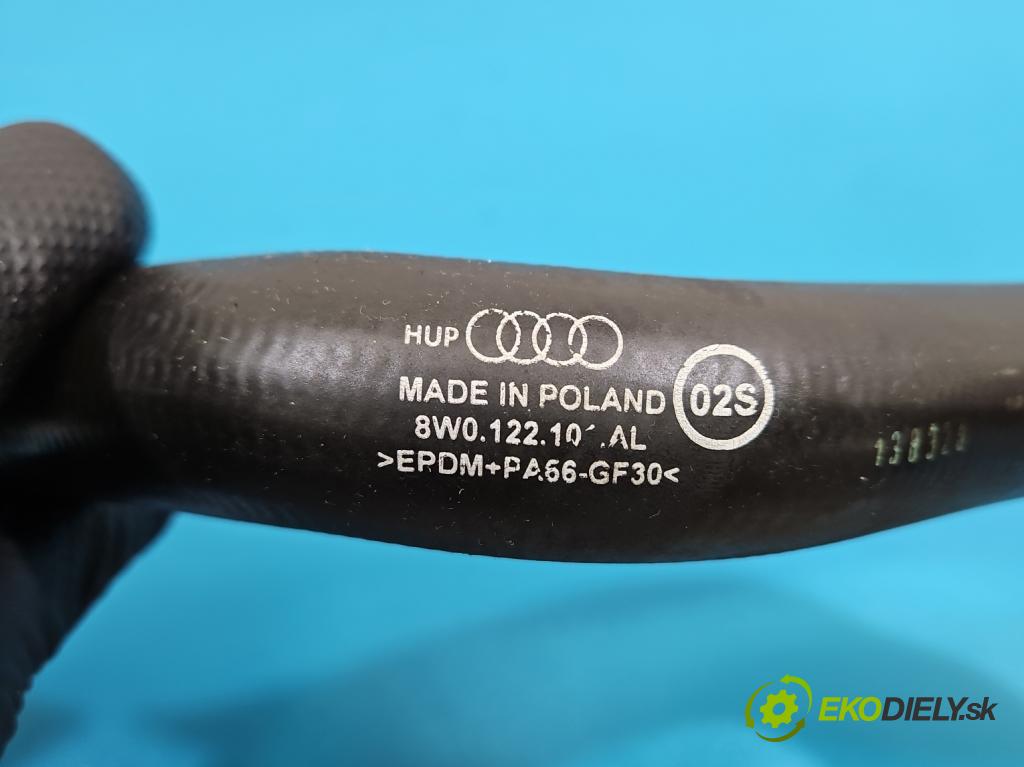 HUP
MADE IN POLAND
02S
>EPDM+PA66-GF30<
EKODIELY.sk